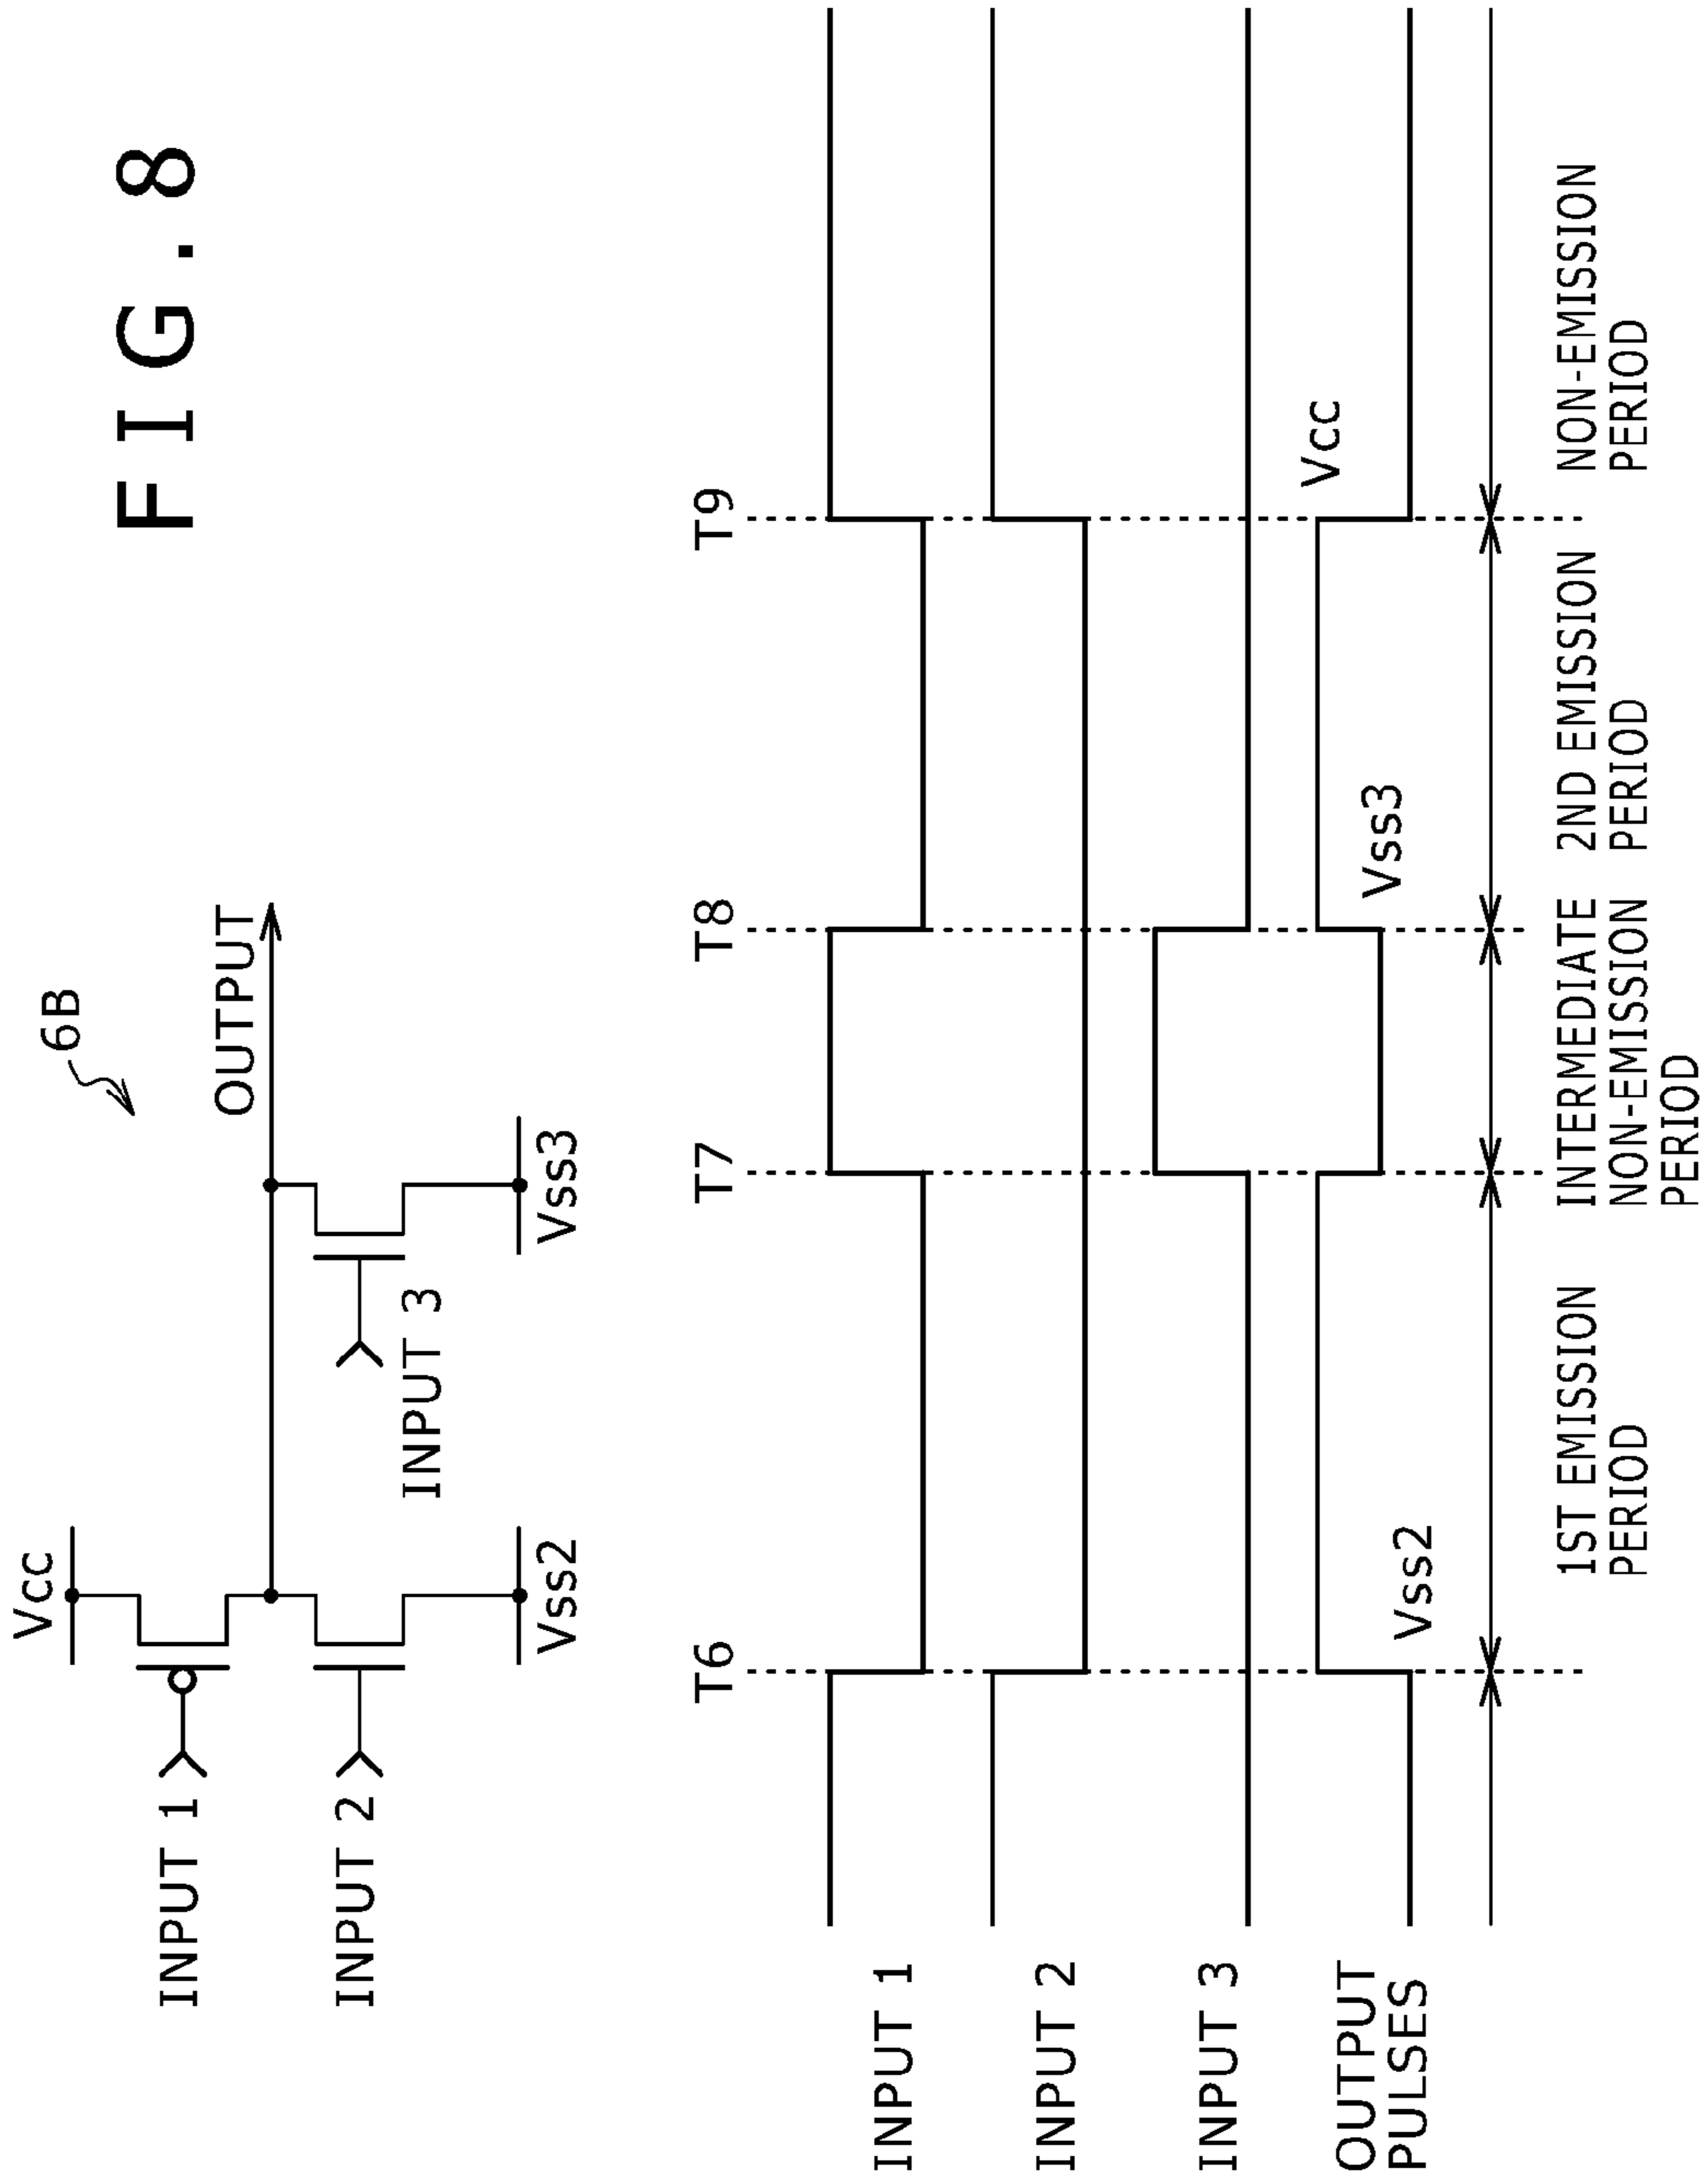 FIG. 8
6B
Vcc
OUTPUT
INPUT 1
INPUT 2
INPUT 3
Vss2
Vss3
T6
T7
T8
T9
INPUT 1
INPUT 2
INPUT 3
OUTPUT
PULSES
Vss2
Vss3
Vcc
1ST EMISSION
PERIOD
INTERMEDIATE
NON-EMISSION
PERIOD
2ND EMISSION
PERIOD
NON-EMISSION
PERIOD